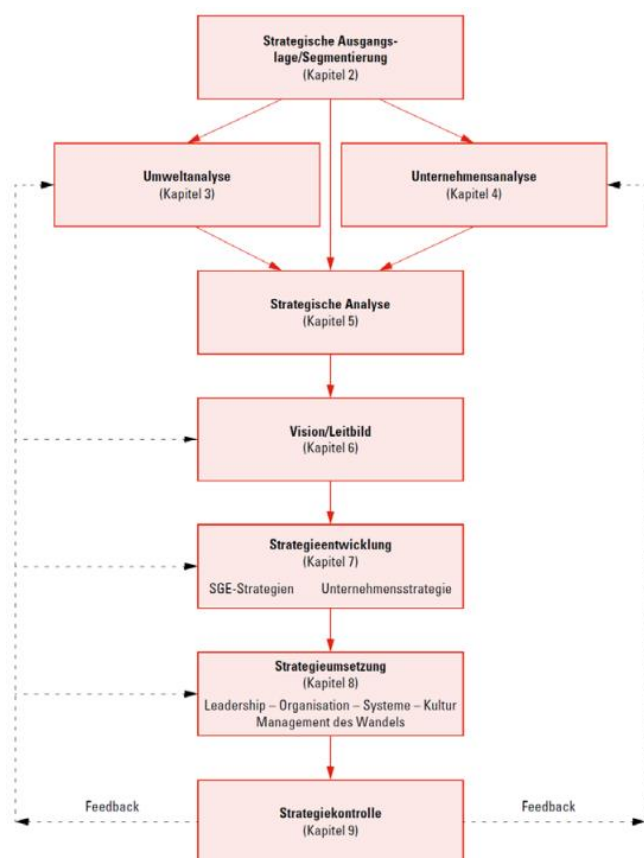 Strategische Ausgangs-
lage/Segmentierung
(Kapitel 2)
Umweltanalyse
(Kapitel 3)
Unternehmensanalyse
(Kapitel 4)
Strategische Analyse
(Kapitel 5)
Vision/Leitbild
(Kapitel 6)
Strategieentwicklung
(Kapitel 7)
SGE-Strategien Unternehmensstrategie
Strategieumsetzung
(Kapitel 8)
Leadership – Organisation – Systeme – Kultur
Management des Wandels
Feedback
Strategiekontrolle
(Kapitel 9)
Feedback